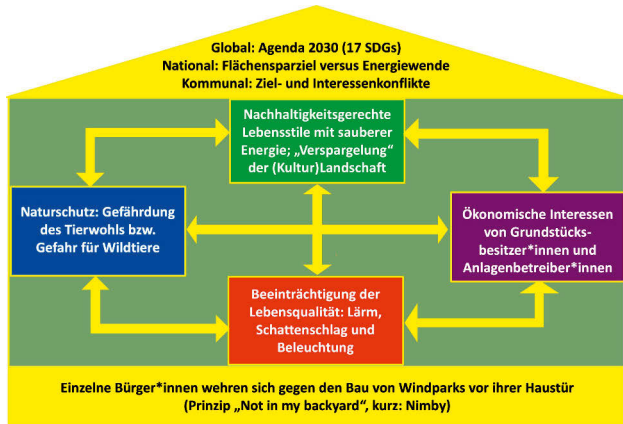 Global: Agenda 2030 (17 SDGs)
National: Flächensparziel versus Energiewende
Kommunal: Ziel- und Interessenkonflikte
Nachhaltigkeitsgerechte
Lebensstile mit sauberer
Energie; „Verspargelung“
der (Kultur)Landschaft
Naturschutz: Gefährdung
des Tierwohls bzw.
Gefahr für Wildtiere
Ökonomische Interessen
von Grundstücks-
besitzer*innen und
Anlagenbetreiber*innen
Beeinträchtigung der
Lebensqualität: Lärm,
Schattenschlag und
Beleuchtung
Einzelne Bürger*innen wehren sich gegen den Bau von Windparks vor ihrer Haustür
(Prinzip „Not in my backyard“, kurz: Nimby)